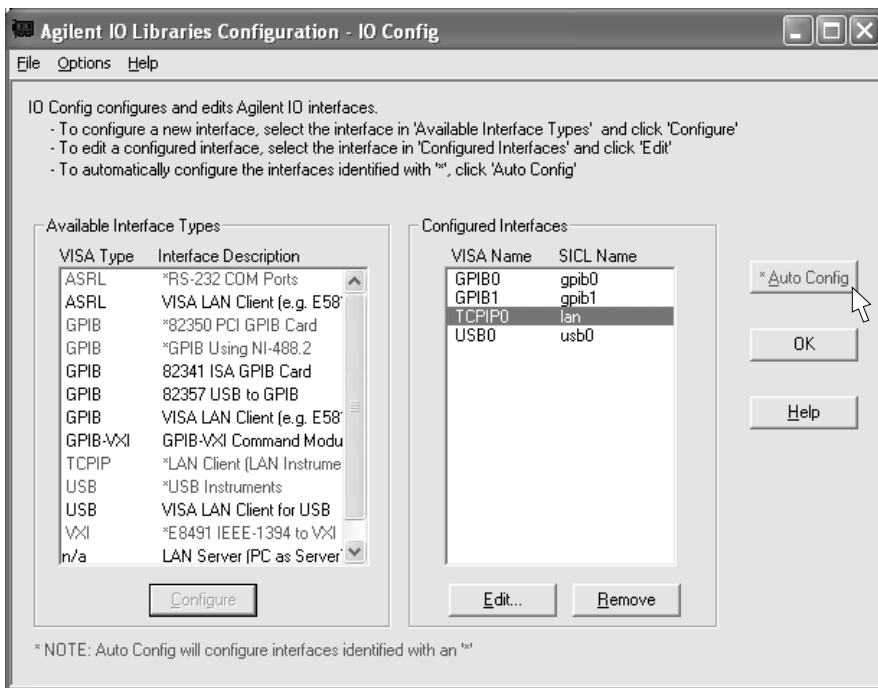 Agilent IO Libraries Configuration - IO Config
File Options Help
IO Config configures and edits Agilent IO interfaces.
- To configure a new interface, select the interface in 'Available Interface Types' and click 'Configure'
- To edit a configured interface, select the interface in 'Configured Interfaces' and click 'Edit'
- To automatically configure the interfaces identified with '*', click 'Auto Config'
Available Interface Types
VISA Type Interface Description
ASRL *RS-232 COM Ports
ASRL VISA LAN Client (e.g. E58
GPIB *82350 PCI GPIB Card
GPIB *GPIB Using NI-488.2
GPIB 82341 ISA GPIB Card
GPIB 82357 USB to GPIB
GPIB VISA LAN Client (e.g. E58
GPIB-VXI GPIB-VXI Command Modu
TCPIP *LAN Client (LAN Instrume
USB *USB Instruments
USB VISA LAN Client for USB
VXI *E8491 IEEE-1394 to VXI
n/a LAN Server (PC as Server)
Configure
Configured Interfaces
VISA Name SICL Name
GPIB0 gpib0
GPIB1 gpib1
TCPIP0 lan
USB0 usb0
Edit... Remove
* Auto Config
OK
Help
* NOTE: Auto Config will configure interfaces identified with an '*'